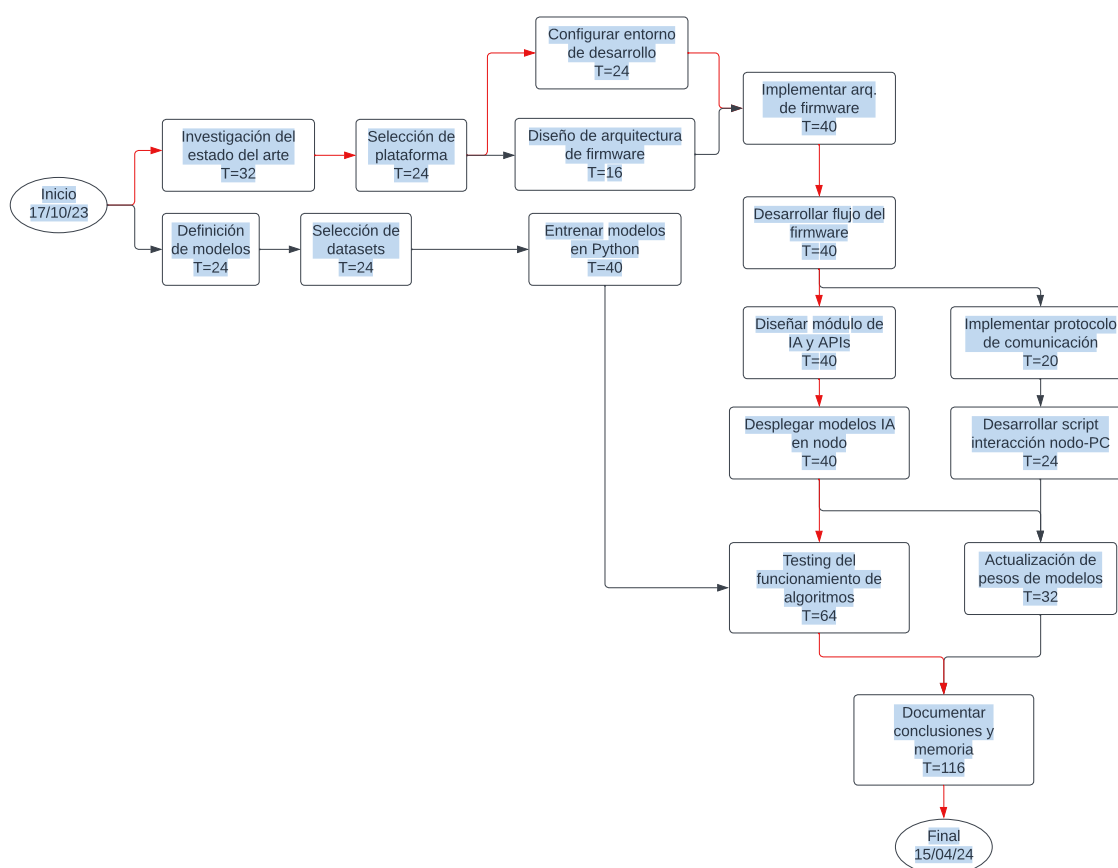 Configurar entorno
de desarrollo
T=24
Implementar arq.
de firmware
T=40
Investigación del
estado del arte
T=32
Selección de
plataforma
T=24
Diseño de arquitectura
de firmware
T=16
Inicio
17/10/23
Definición
de modelos
T=24
Selección de
datasets
T=24
Entrenar modelos
en Python
T=40
Desarrollar flujo del
firmware
T=40
Diseñar módulo de
IA y APIs
T=40
Implementar protocolo
de comunicación
T=20
Desplegar modelos IA
en nodo
T=40
Desarrollar script
interacción nodo-PC
T=24
Testing del
funcionamiento de
algoritmos
T=64
Actualización de
pesos de modelos
T=32
Documentar
conclusiones y
memoria
T=116
Final
15/04/24